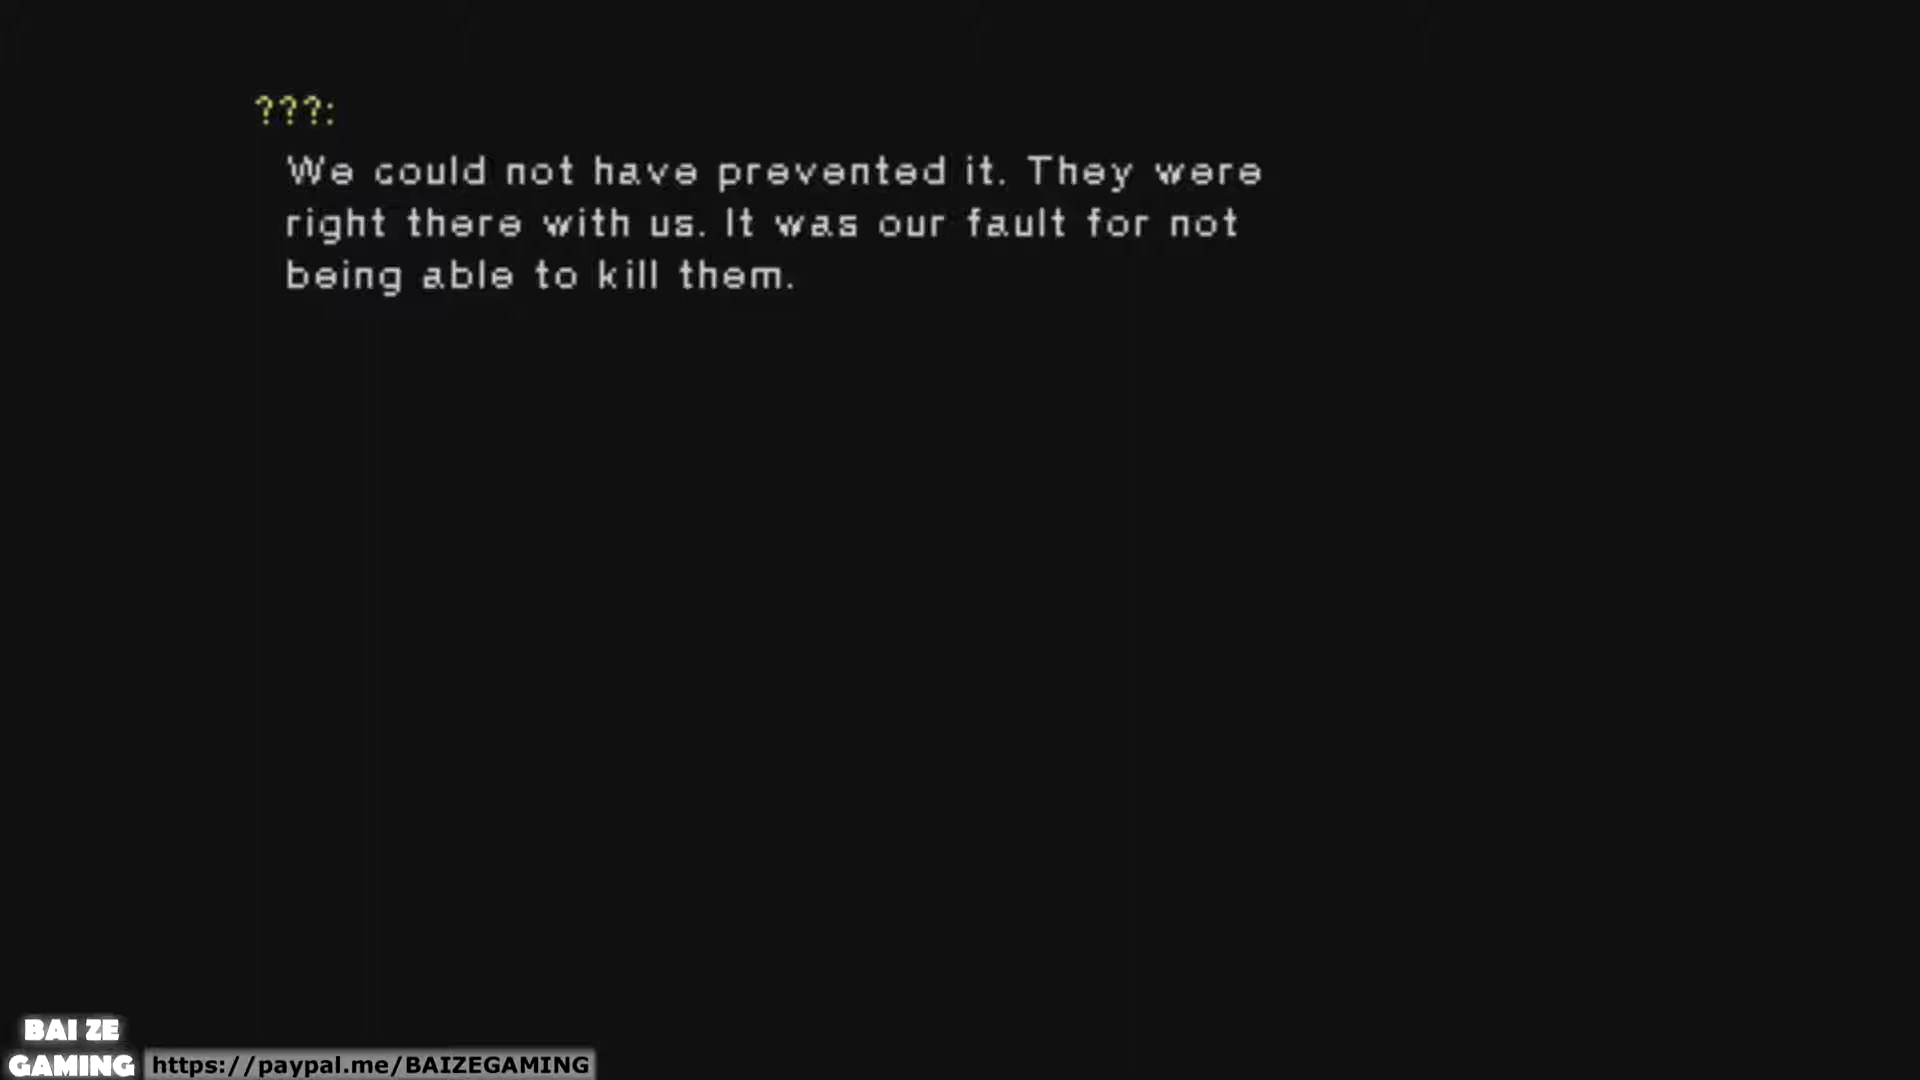 ???:
We could not have prevented it. They were
right there with us. It was our fault for not
being able to kill them.
BAI ZE
GAMING
https://paypal.me/BAIZEGAMING